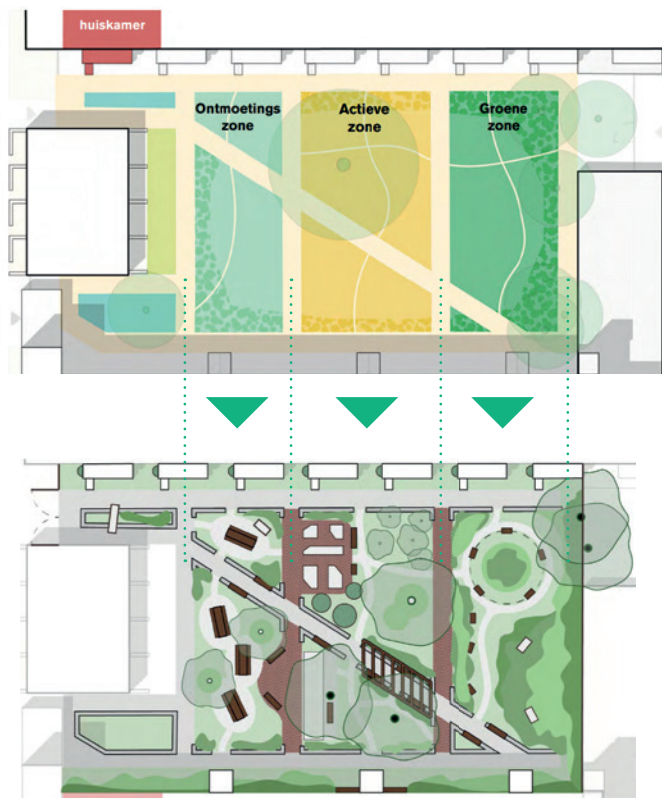 huiskamer
Ontmoetings
zone
Actieve
zone
Groene
zone